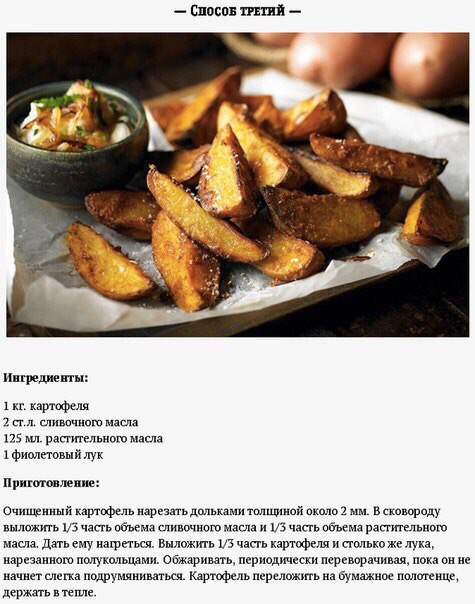 — Способ третий —
Ингредиенты:
1 кг. картофеля
2 ст.л. сливочного масла
125 мл. растительного масла
1 фиолетовый лук
Приготовление:
Очищенный картофель нарезать дольками толщиной около 2 мм. В сковороду
выложить 1/3 часть объема сливочного масла и 1/3 часть объема растительного
масла. Дать ему нагреться. Выложить 1/3 часть картофеля и столько же лука,
нарезанного полукольцами. Обжаривать, периодически переворачивая, пока он не
начнет слегка подрумяниваться. Картофель переложить на бумажное полотенце,
держать в тепле.